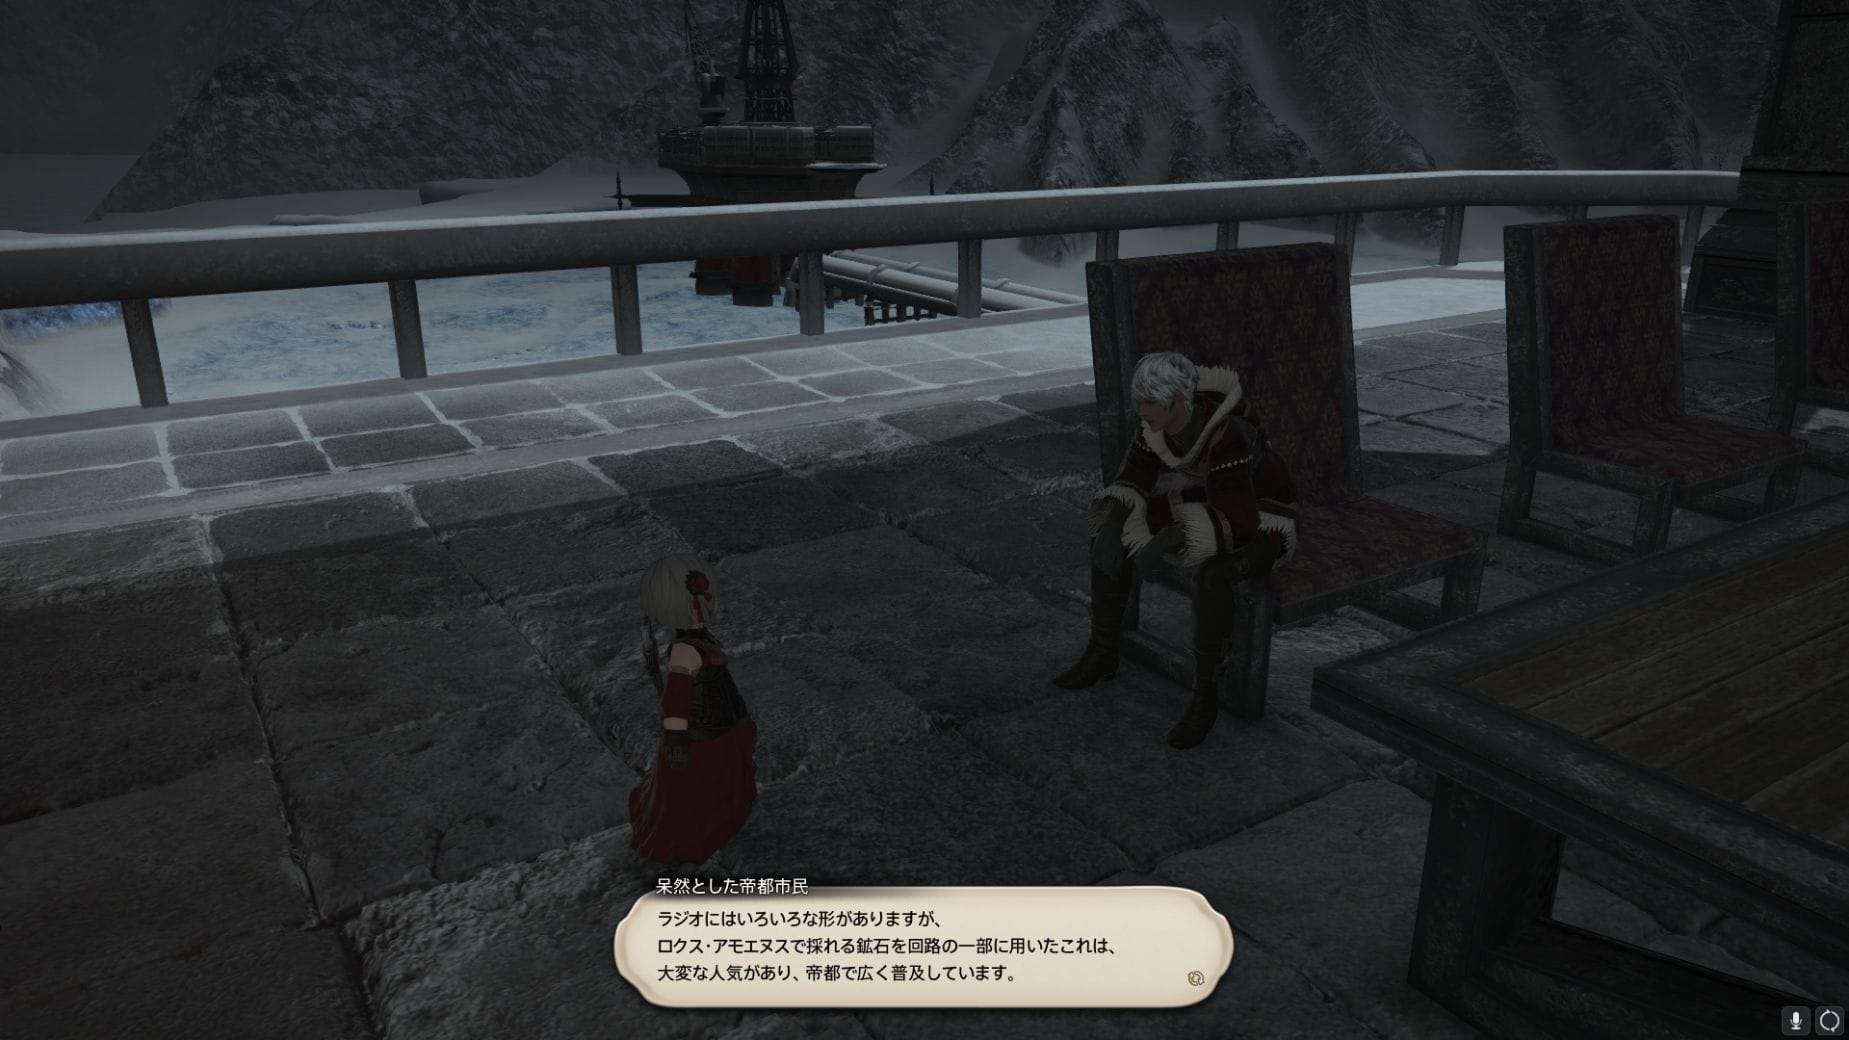 呆然とした帝都市民
ラジオにはいろいろな形がありますが、
ロクス・アモエヌスで採れる鉱石を回路の一部に用いたこれは、
大変な人気があり、帝都で広く普及しています。